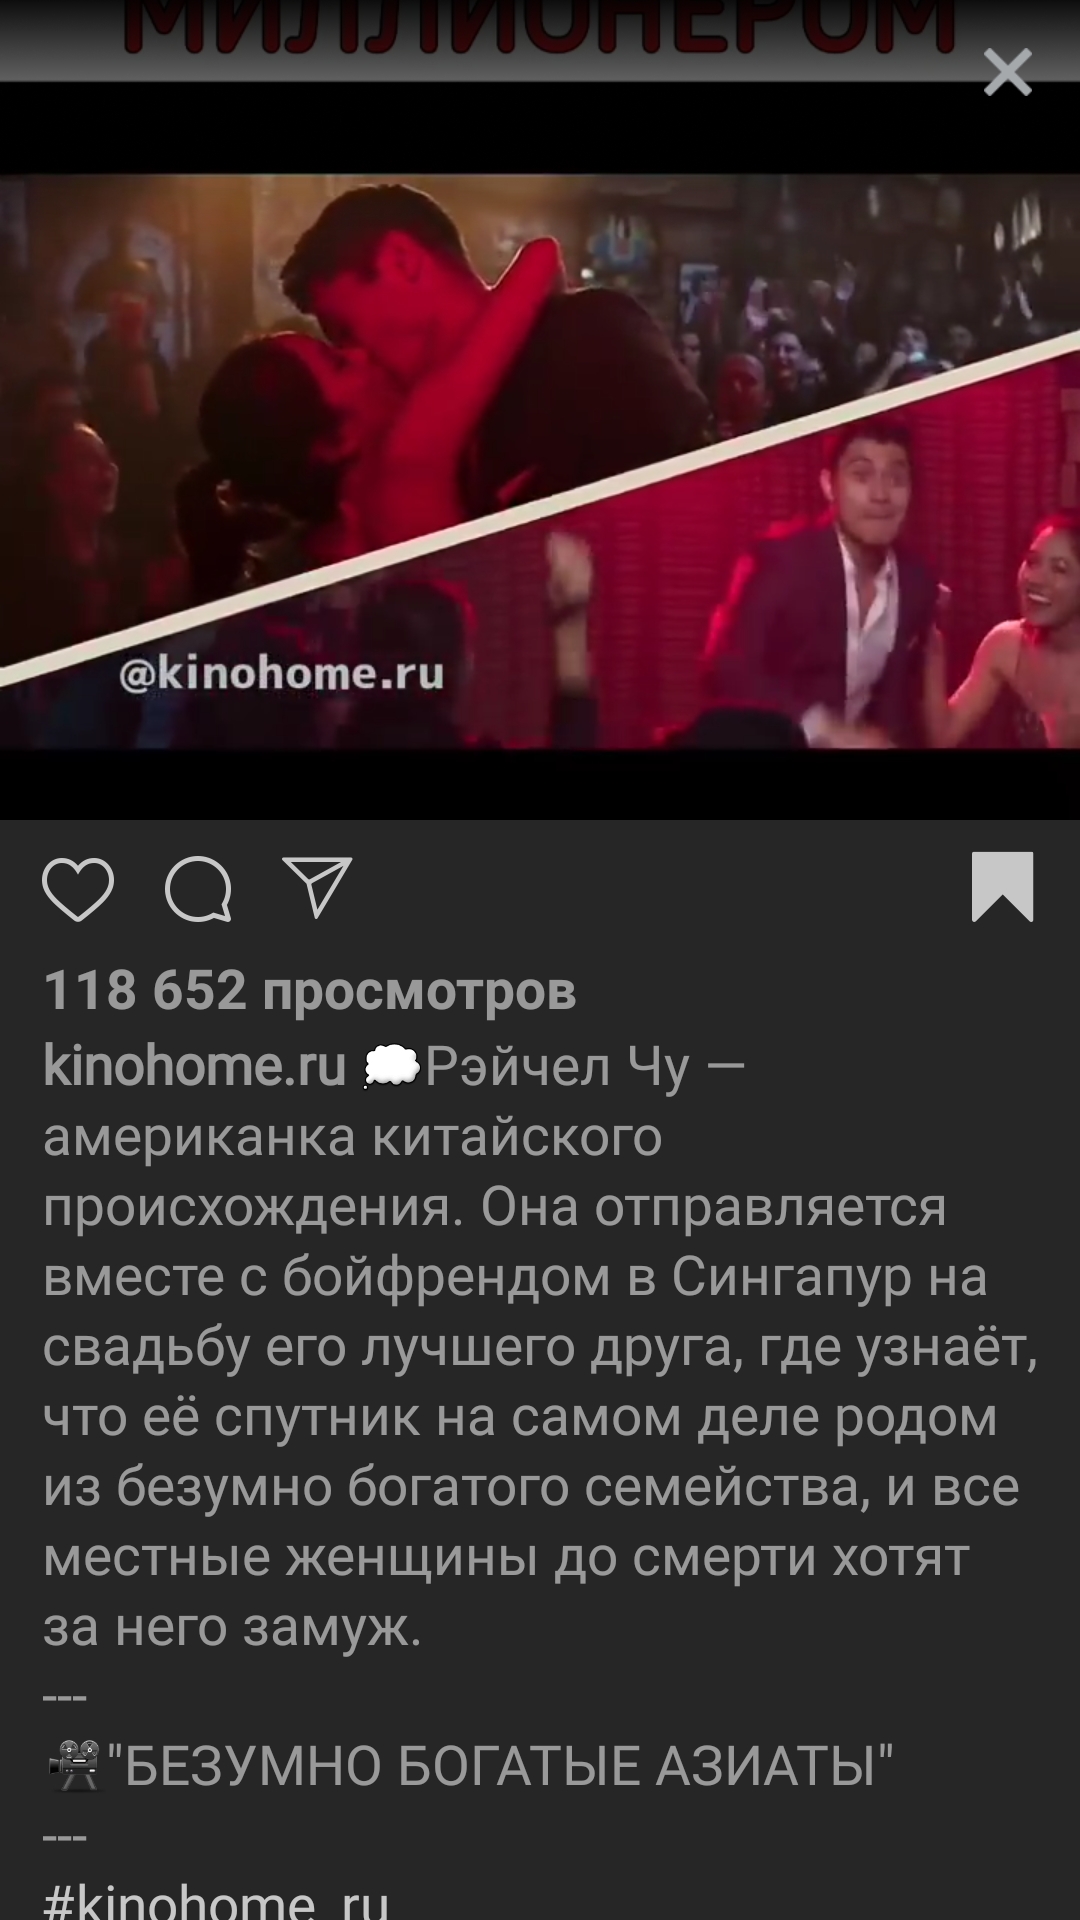 МИЛЛИОНЕРОМ
@kinohome.ru
118 652 просмотров
kinohome.ru 💭Рэйчел Чу —
американка китайского
происхождения. Она отправляется
вместе с бойфрендом в Сингапур на
свадьбу его лучшего друга, где узнаёт,
что её спутник на самом деле родом
из безумно богатого семейства, и все
местные женщины до смерти хотят
за него замуж.
---
🎥"БЕЗУМНО БОГАТЫЕ АЗИАТЫ"
---
#kinohome_ru